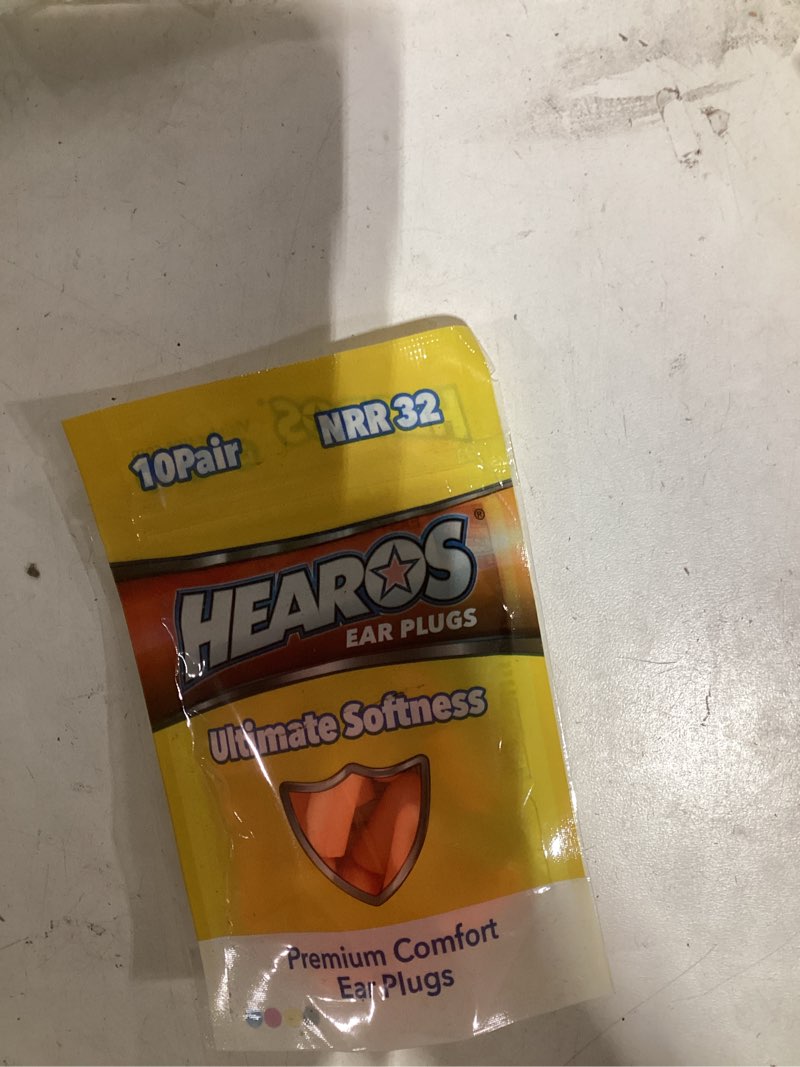 10Pair NRR 32
HEAROS®
EAR PLUGS
Ultimate Softness
Premium Comfort
Ear Plugs